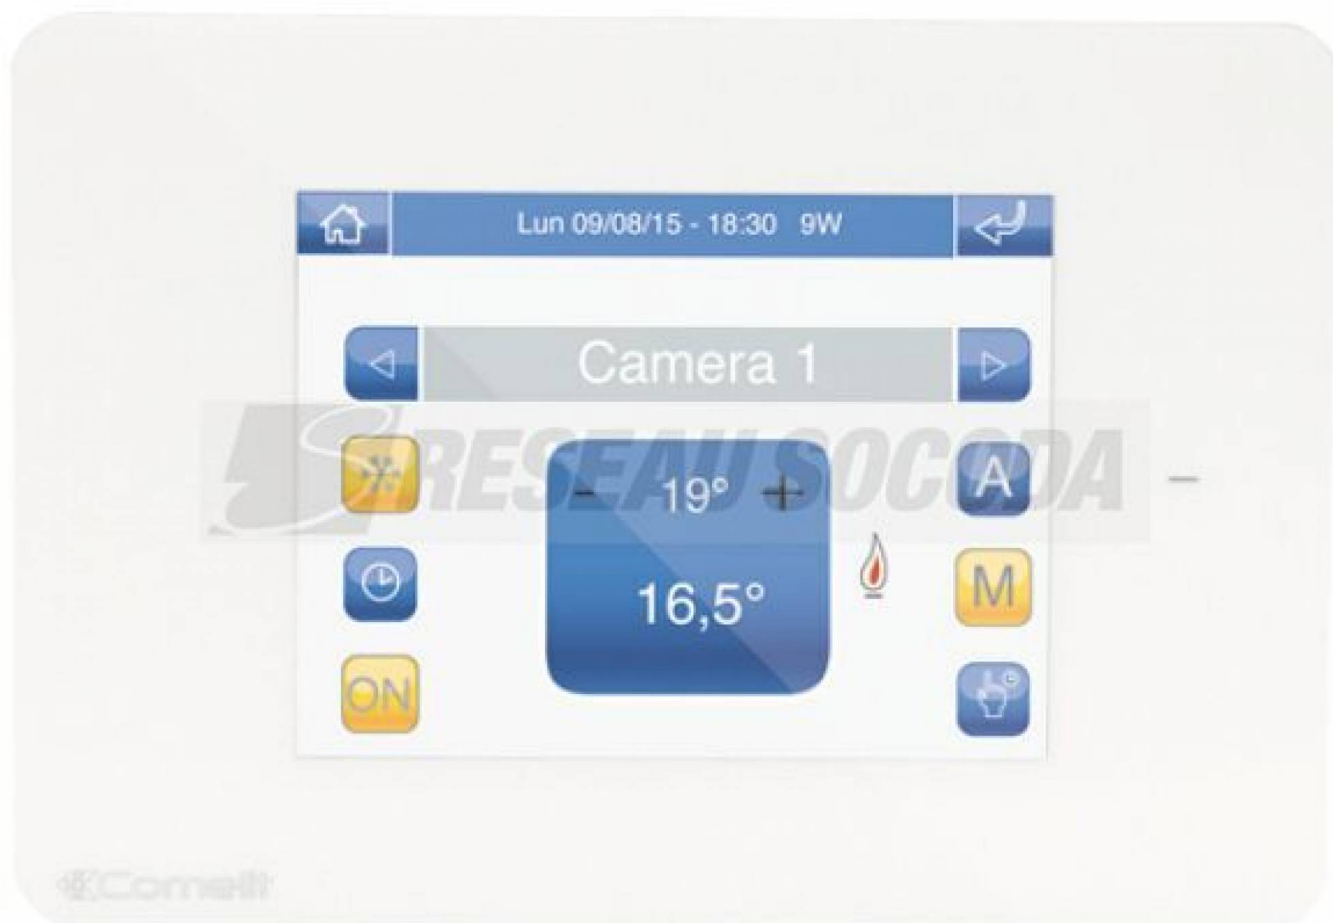 Lun 09/08/15 - 18:30 9W
Camera 1
RESEAU SOCODA
- 19° +
A
16,5°
M
ON
Comelit